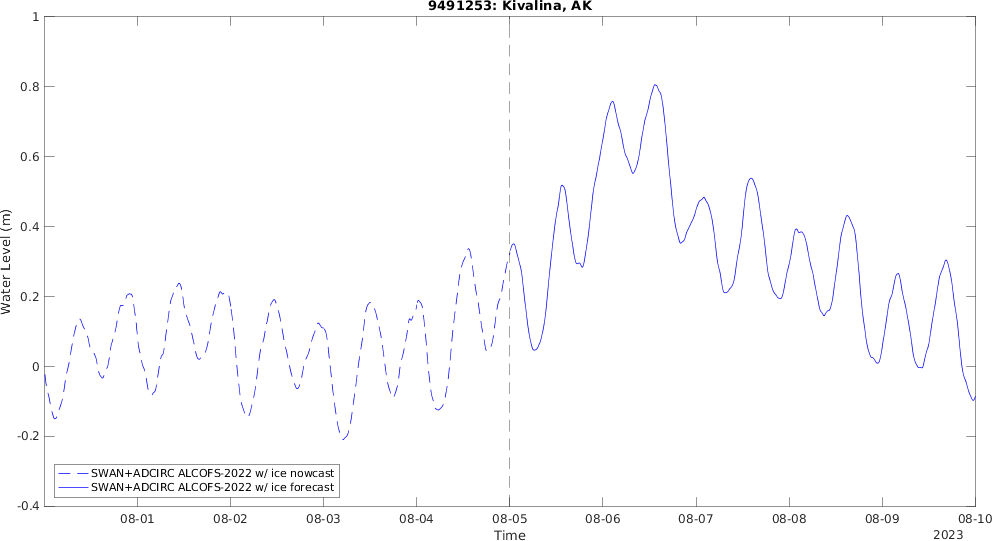 9491253: Kivalina, AK
1
0.8
0.6
0.4
0.2
0
-0.2
-0.4
Water Level (m)
SWAN+ADCIRC ALCOFS-2022 w/ ice nowcast
SWAN+ADCIRC ALCOFS-2022 w/ ice forecast
08-01 08-02 08-03 08-04 08-05 08-06 08-07 08-08 08-09 08-10
Time
2023